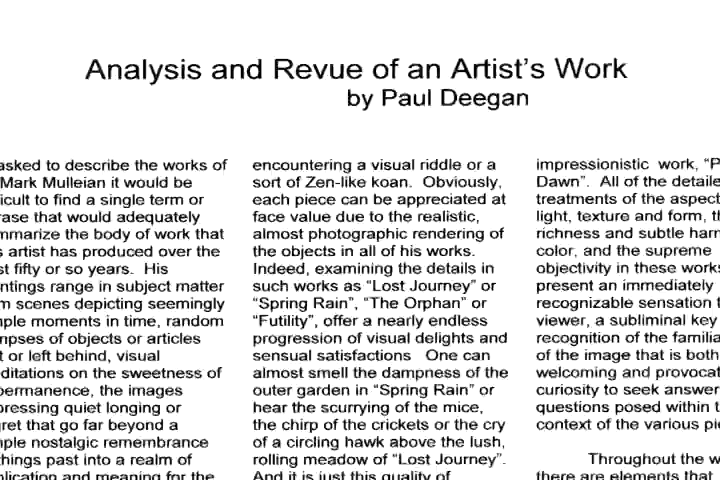 Analysis and Revue of an Artist's Work
by Paul Deegan
asked to describe the works of
Mark Mulleian it would be
find a single term or
that would adequately
the body of work that
artist has produced over the
fifty or so years.  His
range in subject matter
scenes depicting seemingly
moments in time, random
of objects or articles
or left behind, visual
on the sweetness of
the images
quiet longing or
that go far beyond a
nostalgic remembrance
things past into a realm of
and meaning for the
encountering a visual riddle or a
sort of Zen-like koan.  Obviously,
each piece can be appreciated at
face value due to the realistic,
almost photographic rendering of
the objects in all of his works.
Indeed, examining the details in
such works as “Lost Journey” or
“Spring Rain”, “The Orphan” or
“Futility”, offer a nearly endless
progression of visual delights and
sensual satisfactions   One can
almost smell the dampness of the
outer garden in “Spring Rain” or
hear the scurrying of the mice,
the chirp of the crickets or the cry
of a circling hawk above the lush,
rolling meadow of “Lost Journey”.
And it is just this quality of
impressionistic  work, “P
Dawn”.  All of the detaile
treatments of the aspect
light, texture and form, th
richness and subtle harm
color, and the supreme
objectivity in these works
present an immediately
recognizable sensation t
viewer, a subliminal key
recognition of the familia
of the image that is both
welcoming and provocat
curiosity to seek answer
questions posed within t
context of the various pie
Throughout the w
there are elements that